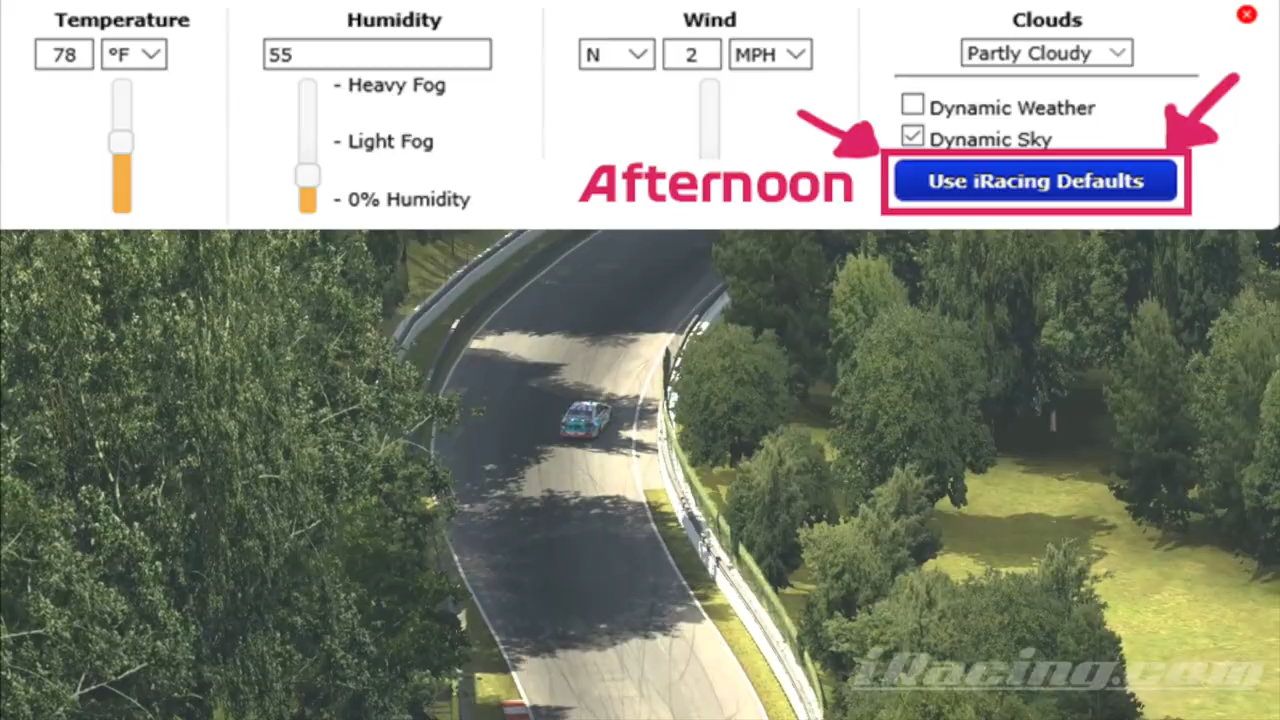 Temperature
78
°F
Humidity
55
- Heavy Fog
- Light Fog
- 0% Humidity
Wind
N
2
MPH
Clouds
Partly Cloudy
Dynamic Weather
Dynamic Sky
Use iRacing Defaults
Afternoon
iRacing.com